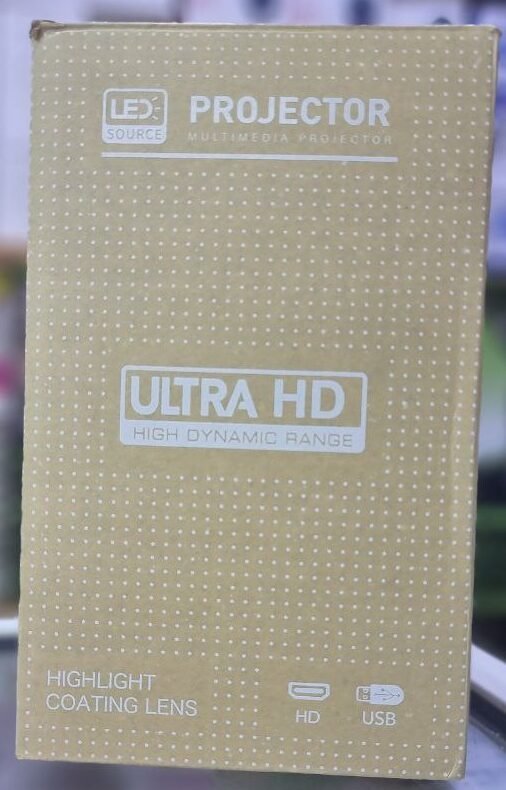 LED
SOURCE
PROJECTOR
MULTIMEDIA PROJECTOR
ULTRA HD
HIGH DYNAMIC RANGE
HIGHLIGHT
COATING LENS
HD
USB